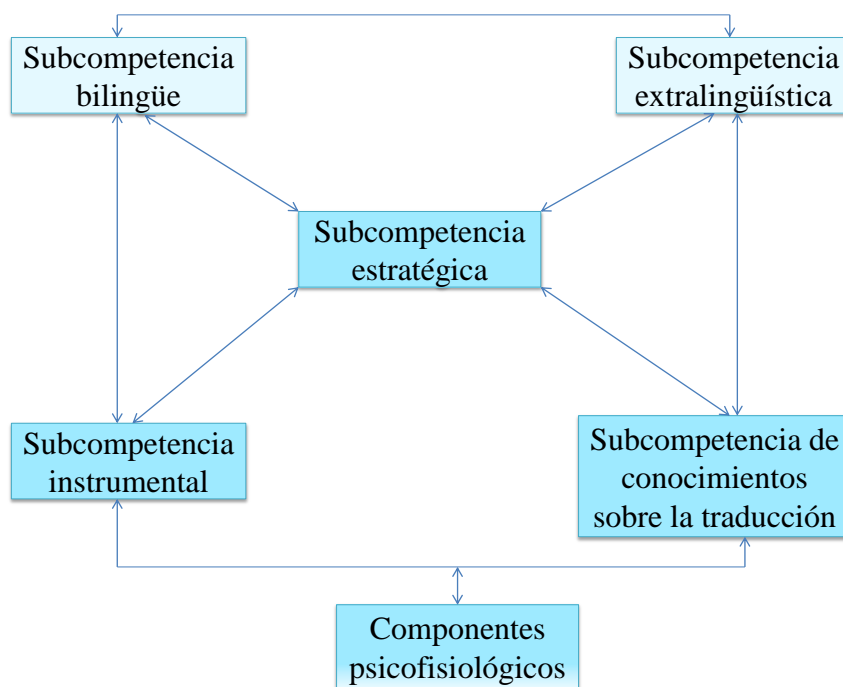 Subcompetencia
bilingüe
Subcompetencia
extralingüística
Subcompetencia
estratégica
Subcompetencia
instrumental
Subcompetencia de
conocimientos
sobre la traducción
Componentes
psicofisiológicos